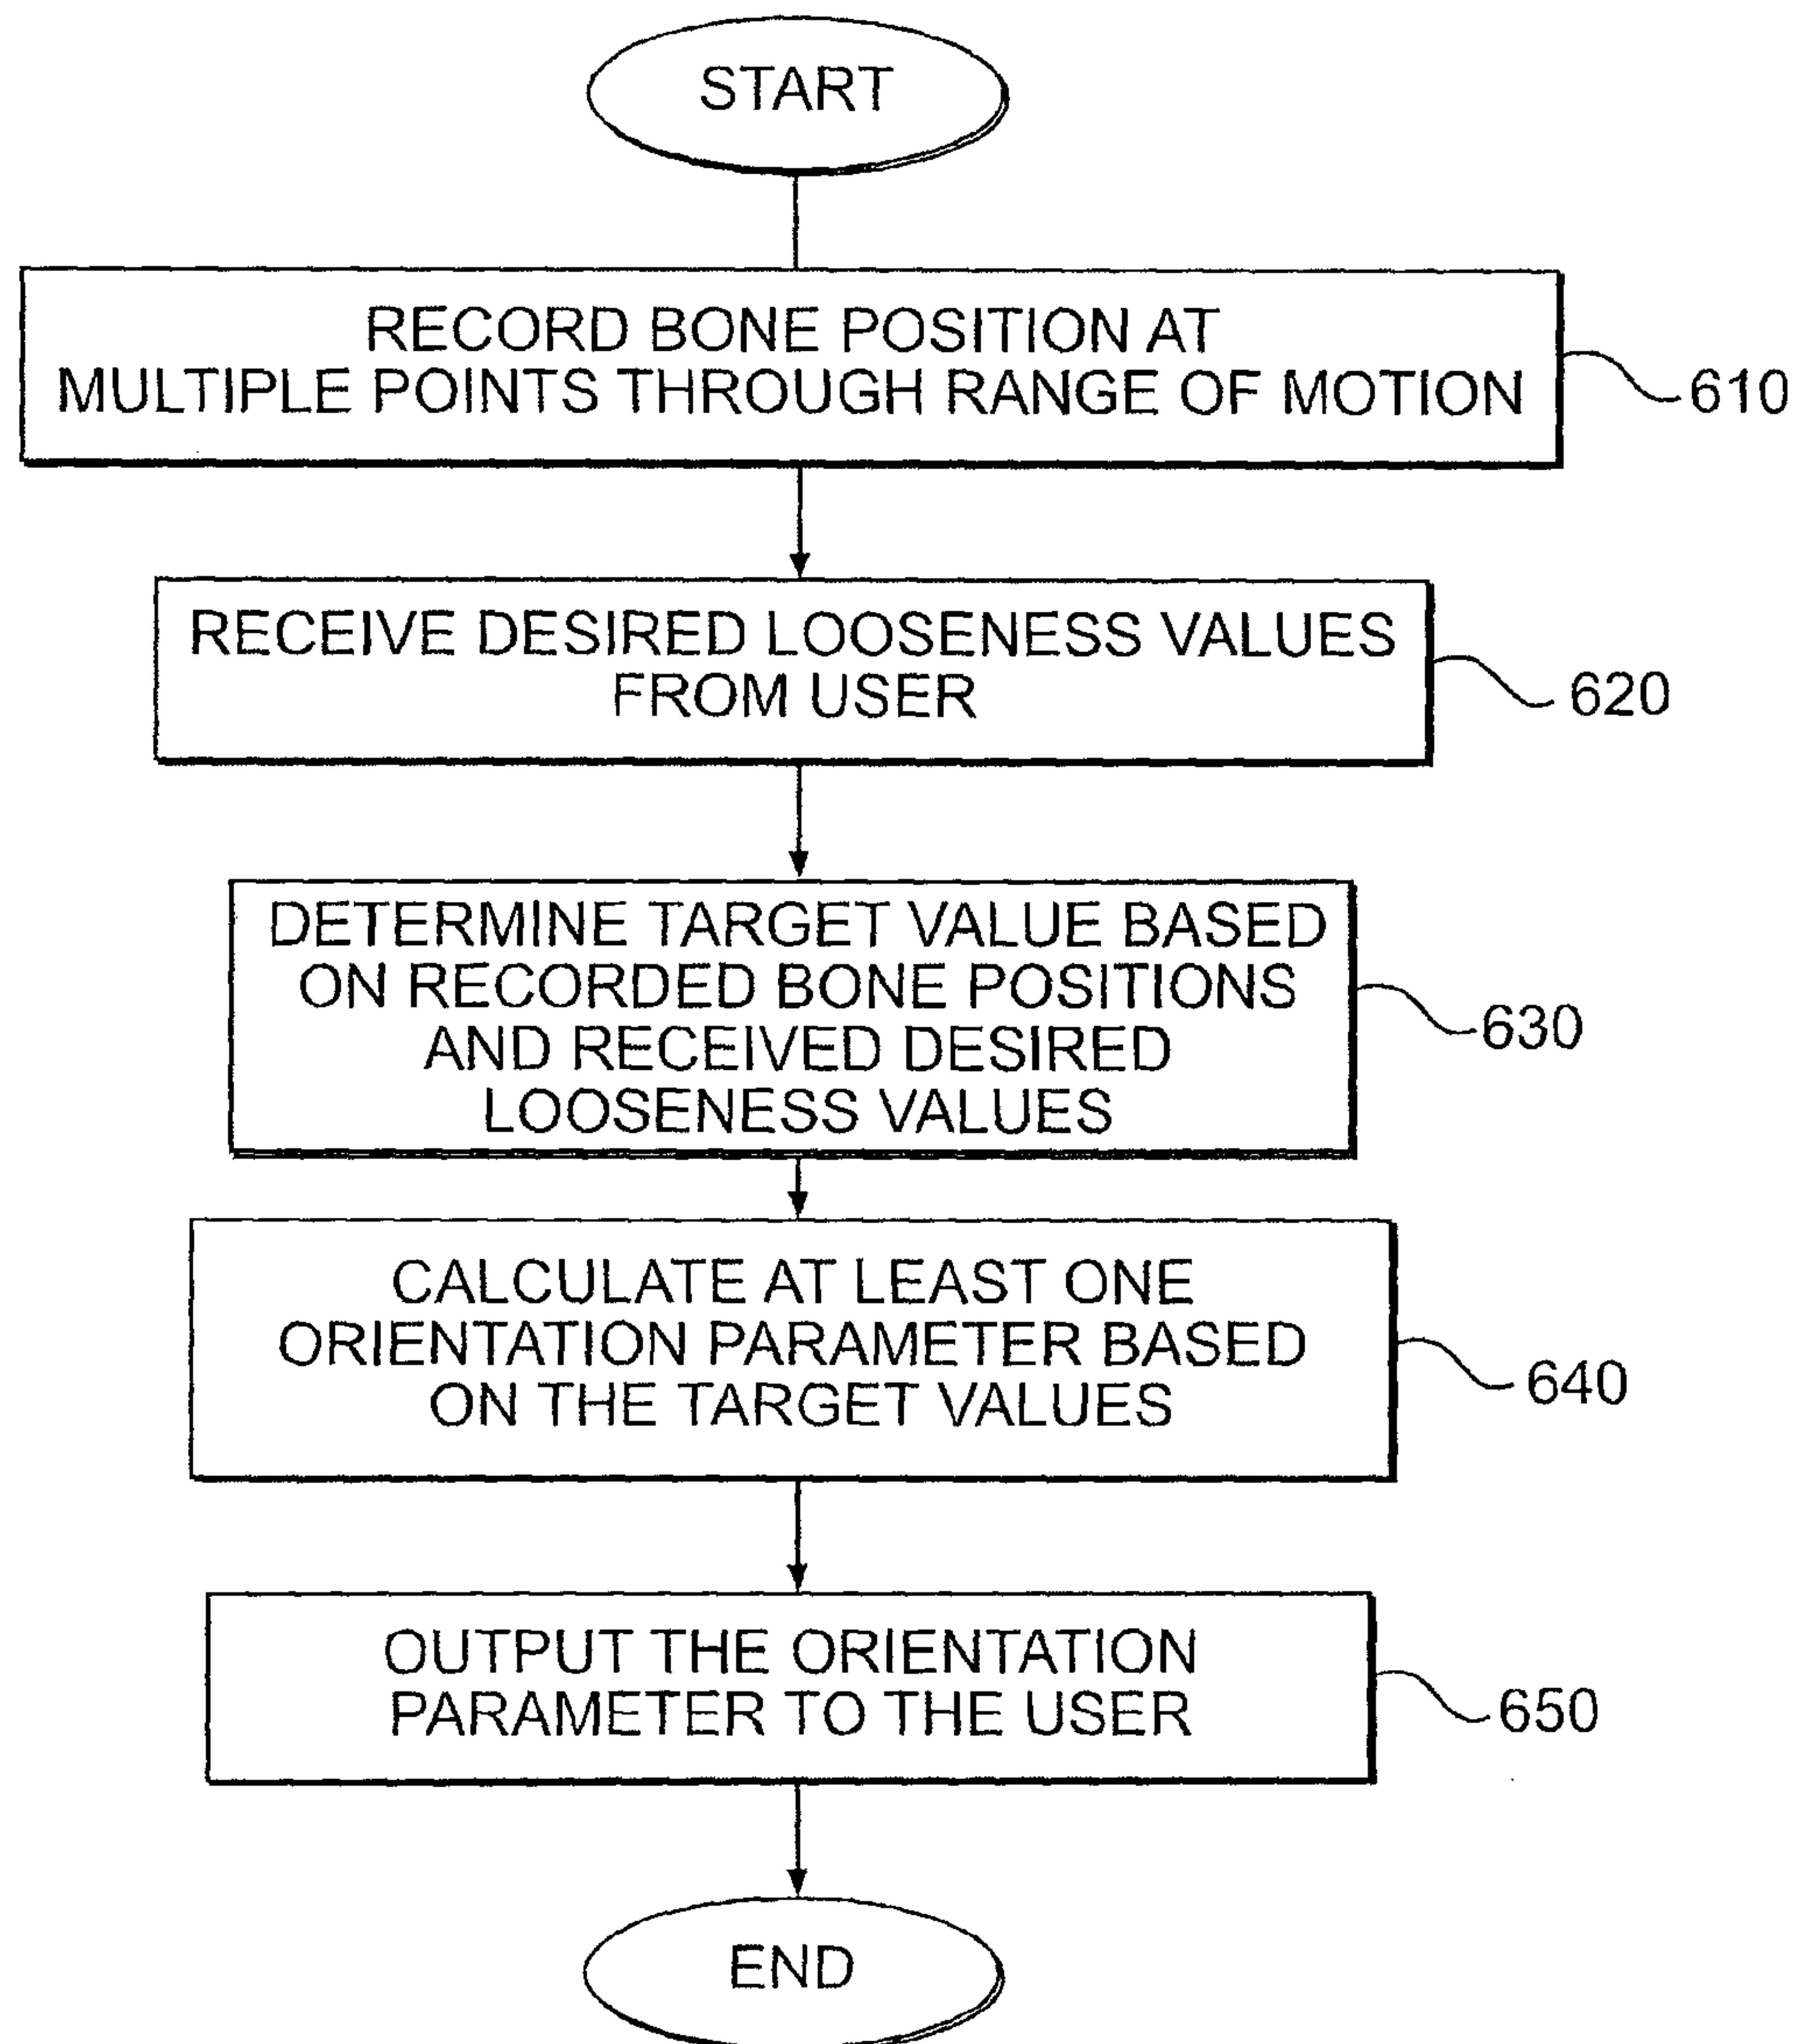 START
RECORD BONE POSITION AT
MULTIPLE POINTS THROUGH RANGE OF MOTION
610
RECEIVE DESIRED LOOSENESS VALUES
FROM USER
620
DETERMINE TARGET VALUE BASED
ON RECORDED BONE POSITIONS
AND RECEIVED DESIRED
LOOSENESS VALUES
630
CALCULATE AT LEAST ONE
ORIENTATION PARAMETER BASED
ON THE TARGET VALUES
640
OUTPUT THE ORIENTATION
PARAMETER TO THE USER
650
END